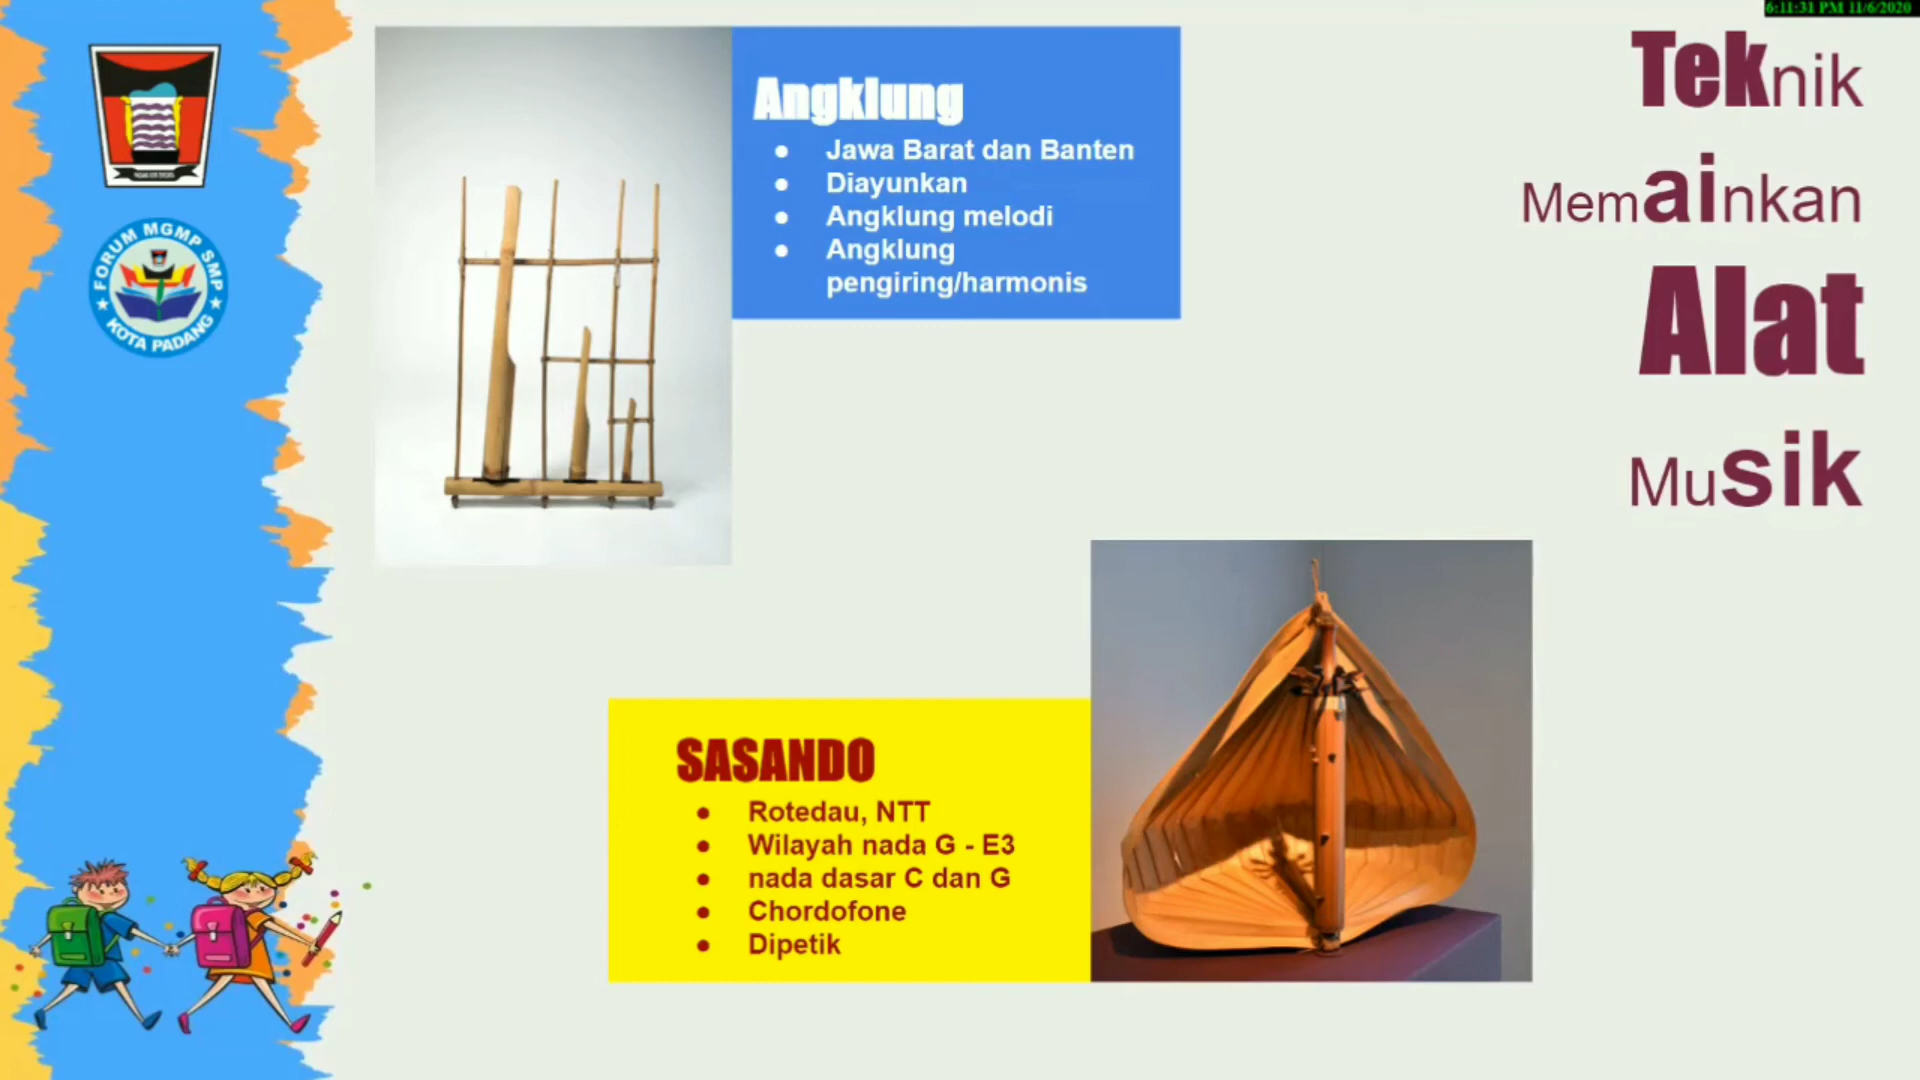 6:11:31 PM 11/6/2020
Teknik
Memainkan
Alat
Musik
Angklung
● Jawa Barat dan Banten
● Diayunkan
● Angklung melodi
● Angklung
pengiring/harmonis
FORUM MGMP SMP
KOTA PADANG
SASANDO
● Rotedau, NTT
● Wilayah nada G - E3
● nada dasar C dan G
● Chordofone
● Dipetik